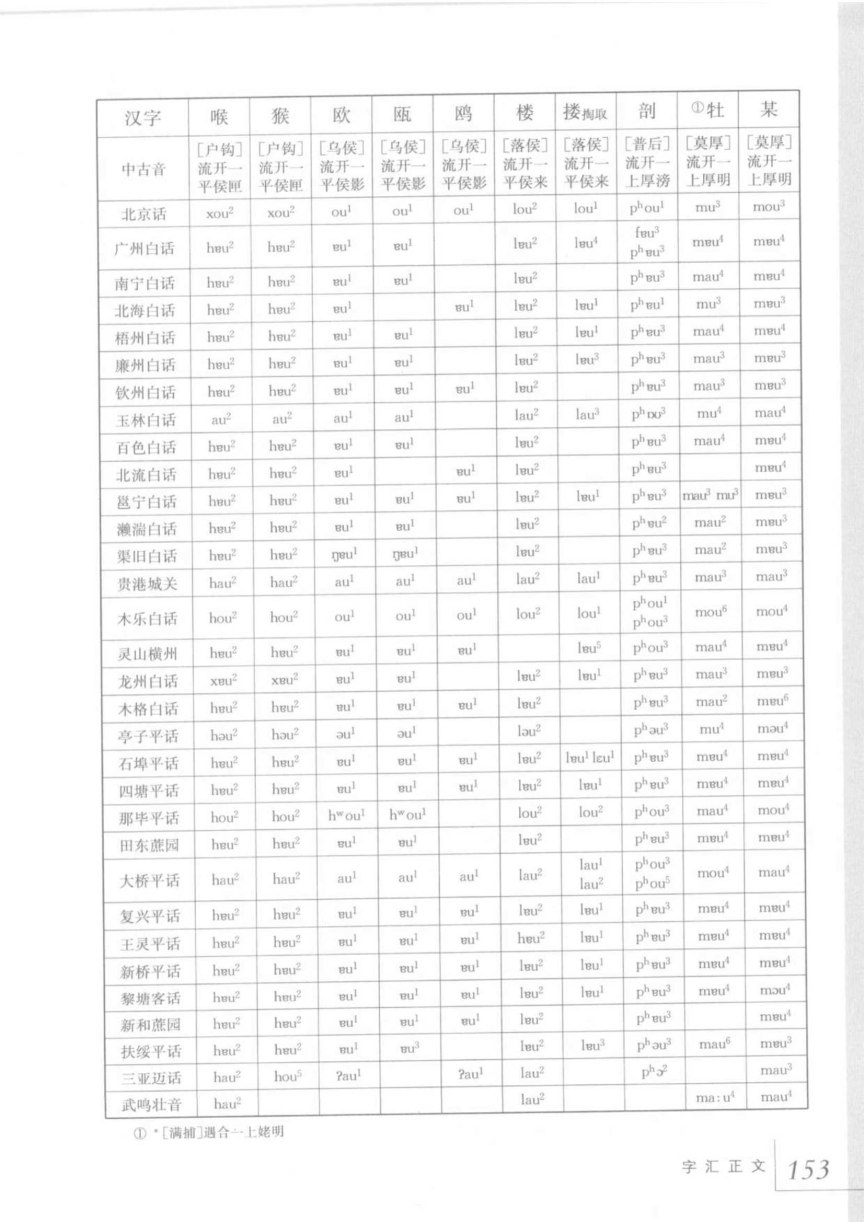 汉字 喉 猴 欧 瓯 鸥 楼 搂掏取 剖 ①牡 某
中古音 [户钩]流开一平侯匣 [户钩]流开一平侯匣 [乌侯]流开一平侯影 [乌侯]流开一平侯影 [乌侯]流开一平侯影 [落侯]流开一平侯来 [落侯]流开一平侯来 [普后]流开一上厚滂 [莫厚]流开一上厚明 [莫厚]流开一上厚明
北京话 xou² xou² ou¹ ou¹ ou¹ lou² lou¹ pʰou¹ mu³ mou³
广州白话 hɐu² hɐu² ɐu¹ ɐu¹ lɐu² lɐu⁴ fɐu³ pʰɐu³ mɐu⁴ mɐu⁴
南宁白话 hɐu² hɐu² ɐu¹ ɐu¹ lɐu² pʰɐu³ mau⁴ mɐu⁴
北海白话 hɐu² hɐu² ɐu¹ ɐu¹ lɐu² lɐu¹ pʰɐu¹ mu³ mɐu³
梧州白话 hɐu² hɐu² ɐu¹ ɐu¹ lɐu² lɐu¹ pʰɐu³ mau⁴ mɐu⁴
廉州白话 hɐu² hɐu² ɐu¹ ɐu¹ lɐu² lɐu³ pʰɐu³ mau³ mɐu³
钦州白话 hɐu² hɐu² ɐu¹ ɐu¹ ɐu¹ lɐu² pʰɐu³ mau³ mɐu³
玉林白话 au² au² au¹ au¹ lau² lau³ pʰɒʊ³ mu⁴ mau⁴
百色白话 hɐu² hɐu² ɐu¹ ɐu¹ lɐu² pʰɐu³ mau⁴ mɐu⁴
北流白话 hɐu² hɐu² ɐu¹ ɐu¹ lɐu² pʰɐu³ mɐu⁴
邕宁白话 hɐu² hɐu² ɐu¹ ɐu¹ ɐu¹ lɐu² lɐu¹ pʰɐu³ mau³ mu³ mɐu³
濑湍白话 hɐu² hɐu² ɐu¹ ɐu¹ lɐu² pʰɐu² mau² mɐu³
渠旧白话 hɐu² hɐu² ŋɐu¹ ŋɐu¹ lɐu² pʰɐu³ mau² mɐu³
贵港城关 hau² hau² au¹ au¹ au¹ lau² lau¹ pʰɐu³ mau³ mau³
木乐白话 hou² hou² ou¹ ou¹ ou¹ lou² lou¹ pʰou¹ pʰou³ mou⁶ mou⁴
灵山横州 hɐu² hɐu² ɐu¹ ɐu¹ ɐu¹ lɐu⁵ pʰou³ mau⁴ mɐu⁴
龙州白话 xɐu² xɐu² ɐu¹ ɐu¹ lɐu² lɐu¹ pʰɐu³ mau³ mɐu³
木格白话 hɐu² hɐu² ɐu¹ ɐu¹ ɐu¹ lɐu² pʰɐu³ mau² mɐu⁶
亭子平话 həu² həu² əu¹ əu¹ ləu² pʰəu³ mu⁴ məu⁴
石埠平话 hɐu² hɐu² ɐu¹ ɐu¹ ɐu¹ lɐu² lɐu¹ lɛu¹ pʰɐu³ mɐu⁴ mɐu⁴
四塘平话 hɐu² hɐu² ɐu¹ ɐu¹ ɐu¹ lɐu² lɐu¹ pʰɐu³ mɐu⁴ mɐu⁴
那毕平话 hou² hou² hʷou¹ hʷou¹ lou² lou² pʰou³ mau⁴ mou⁴
田东蔗园 hɐu² hɐu² ɐu¹ ɐu¹ lɐu² pʰɐu³ mɐu⁴ mɐu⁴
大桥平话 hau² hau² au¹ au¹ au¹ lau² lau¹ lau² pʰou³ pʰou⁵ mou⁴ mau⁴
复兴平话 hɐu² hɐu² ɐu¹ ɐu¹ ɐu¹ lɐu² lɐu¹ pʰɐu³ mɐu⁴ mɐu⁴
王灵平话 hɐu² hɐu² ɐu¹ ɐu¹ ɐu¹ hɐu² lɐu¹ pʰɐu³ mɐu⁴ mɐu⁴
新桥平话 hɐu² hɐu² ɐu¹ ɐu¹ ɐu¹ lɐu² lɐu¹ pʰɐu³ mɐu⁴ mɐu⁴
黎塘客话 hɐu² hɐu² ɐu¹ ɐu¹ ɐu¹ lɐu² lɐu¹ pʰɐu³ mɐu⁴ məu⁴
新和蔗园 hɐu² hɐu² ɐu¹ ɐu¹ ɐu¹ lɐu² pʰɐu³ mɐu⁴
扶绥平话 hɐu² hɐu² ɐu¹ ɐu³ lɐu² lɐu³ pʰəu³ mau⁶ mɐu³
三亚迈话 hau² hou⁵ ʔau¹ ʔau¹ lau² pʰɔ² mau³
武鸣壮音 hau² lau² ma:u⁴ mau⁴
① *[满捕]遇合一上姥明
字汇正文 153